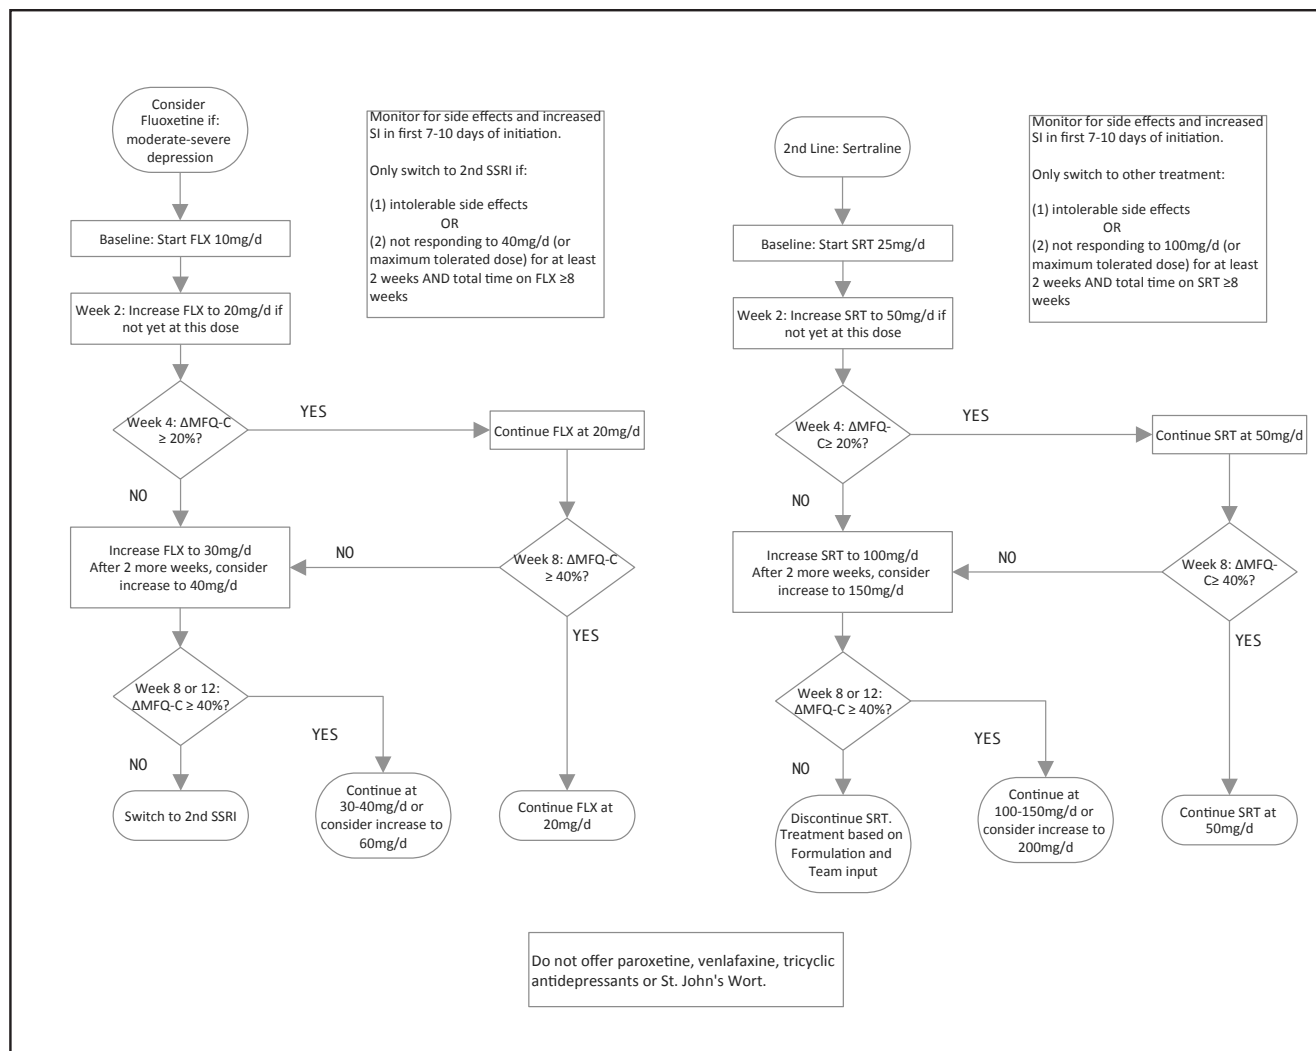 Consider
Fluoxetine if:
moderate-severe
depression
Monitor for side effects and increased
SI in first 7-10 days of initiation.
Only switch to 2nd SSRI if:
(1) intolerable side effects
OR
(2) not responding to 40mg/d (or
maximum tolerated dose) for at least
2 weeks AND total time on FLX ≥8
weeks
Baseline: Start FLX 10mg/d
Week 2: Increase FLX to 20mg/d if
not yet at this dose
Week 4: ΔMFQ-C
≥ 20%?
YES
Continue FLX at 20mg/d
NO
Increase FLX to 30mg/d
After 2 more weeks, consider
increase to 40mg/d
NO
Week 8: ΔMFQ-C
≥ 40%?
YES
Week 8 or 12:
ΔMFQ-C ≥ 40%?
YES
NO
Switch to 2nd SSRI
Continue at
30-40mg/d or
consider increase to
60mg/d
Continue FLX at
20mg/d
2nd Line: Sertraline
Monitor for side effects and increased
SI in first 7-10 days of initiation.
Only switch to other treatment:
(1) intolerable side effects
OR
(2) not responding to 100mg/d (or
maximum tolerated dose) for at least
2 weeks AND total time on SRT ≥8
weeks
Baseline: Start SRT 25mg/d
Week 2: Increase SRT to 50mg/d if
not yet at this dose
Week 4: ΔMFQ-
C≥ 20%?
YES
Continue SRT at 50mg/d
NO
Increase SRT to 100mg/d
After 2 more weeks, consider
increase to 150mg/d
NO
Week 8: ΔMFQ-
C≥ 40%?
YES
Week 8 or 12:
ΔMFQ-C ≥ 40%?
YES
NO
Discontinue SRT.
Treatment based on
Formulation and
Team input
Continue at
100-150mg/d or
consider increase to
200mg/d
Continue SRT at
50mg/d
Do not offer paroxetine, venlafaxine, tricyclic
antidepressants or St. John's Wort.